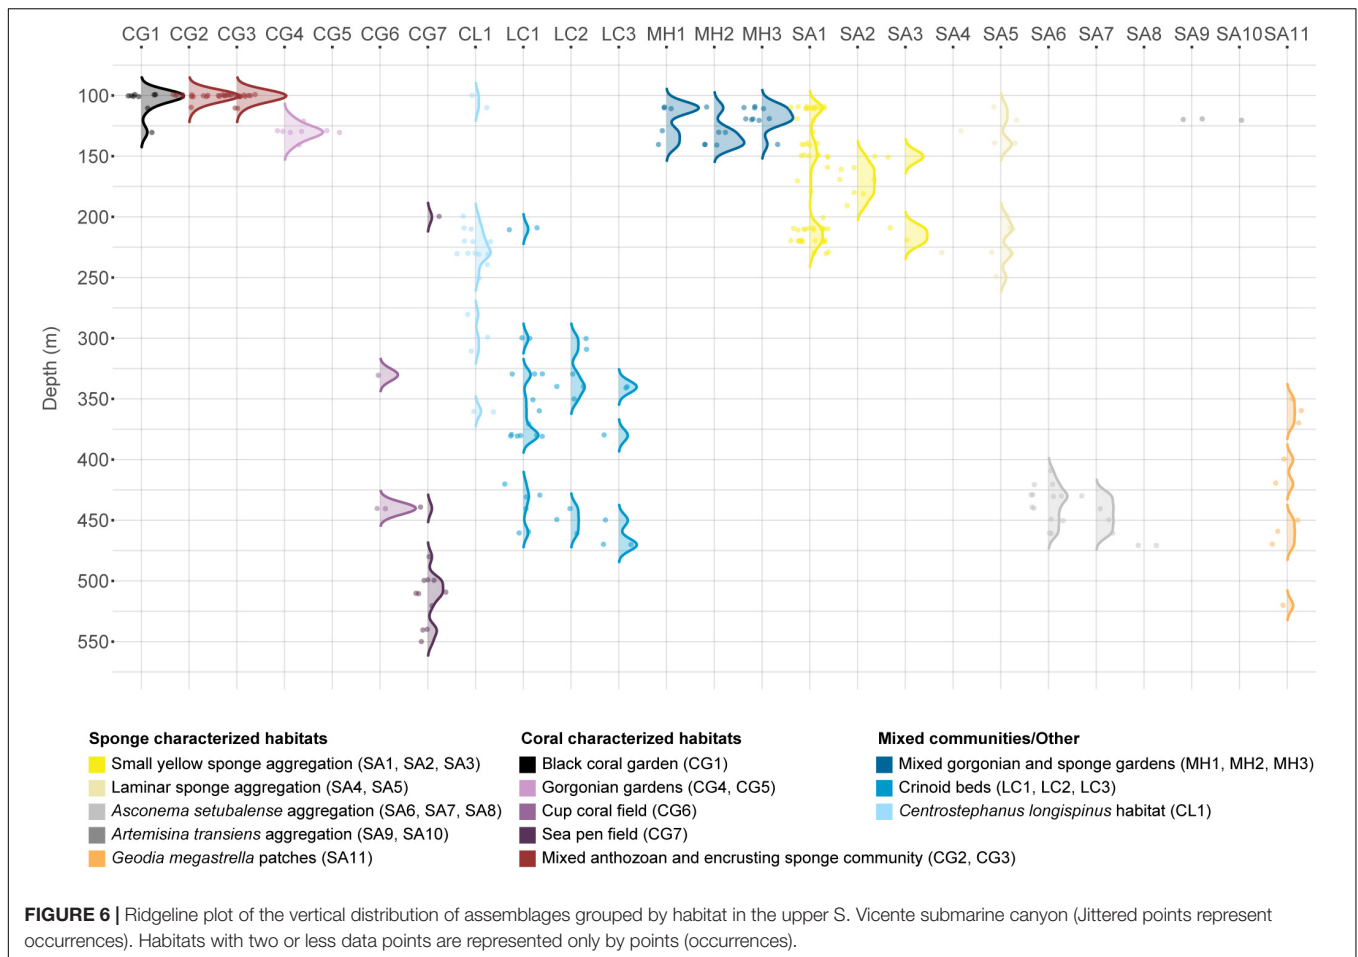 CG1 CG2 CG3 CG4 CG5 CG6 CG7 CL1 LC1 LC2 LC3 MH1 MH2 MH3 SA1 SA2 SA3 SA4 SA5 SA6 SA7 SA8 SA9 SA10 SA11
100
150
200
250
300
350
400
450
500
550
Depth (m)
Sponge characterized habitats
Small yellow sponge aggregation (SA1, SA2, SA3)
Laminar sponge aggregation (SA4, SA5)
Asconema setubalense aggregation (SA6, SA7, SA8)
Artemisina transiens aggregation (SA9, SA10)
Geodia megastrella patches (SA11)
Coral characterized habitats
Black coral garden (CG1)
Gorgonian gardens (CG4, CG5)
Cup coral field (CG6)
Sea pen field (CG7)
Mixed anthozoan and encrusting sponge community (CG2, CG3)
Mixed communities/Other
Mixed gorgonian and sponge gardens (MH1, MH2, MH3)
Crinoid beds (LC1, LC2, LC3)
Centrostephanus longispinus habitat (CL1)
FIGURE 6 | Ridgeline plot of the vertical distribution of assemblages grouped by habitat in the upper S. Vicente submarine canyon (Jittered points represent
occurrences). Habitats with two or less data points are represented only by points (occurrences).